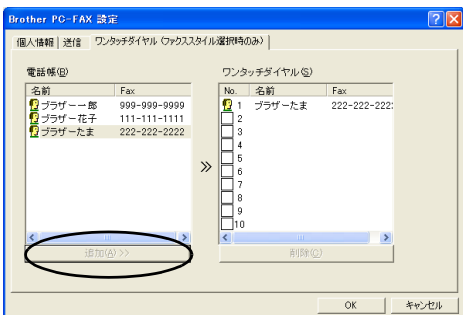 Brother PC-FAX 設定
個人情報 送信 ワンタッチダイヤル (ファクススタイル選択時のみ)
電話帳(B)
名前 Fax
ブラザー一郎 999-999-9999
ブラザー花子 111-111-1111
ブラザーたま 222-222-2222
追加(A) >>
»
ワンタッチダイヤル(S)
No. 名前 Fax
1 ブラザーたま 222-222-222
2
3
4
5
6
7
8
9
10
削除(C)
OK キャンセル